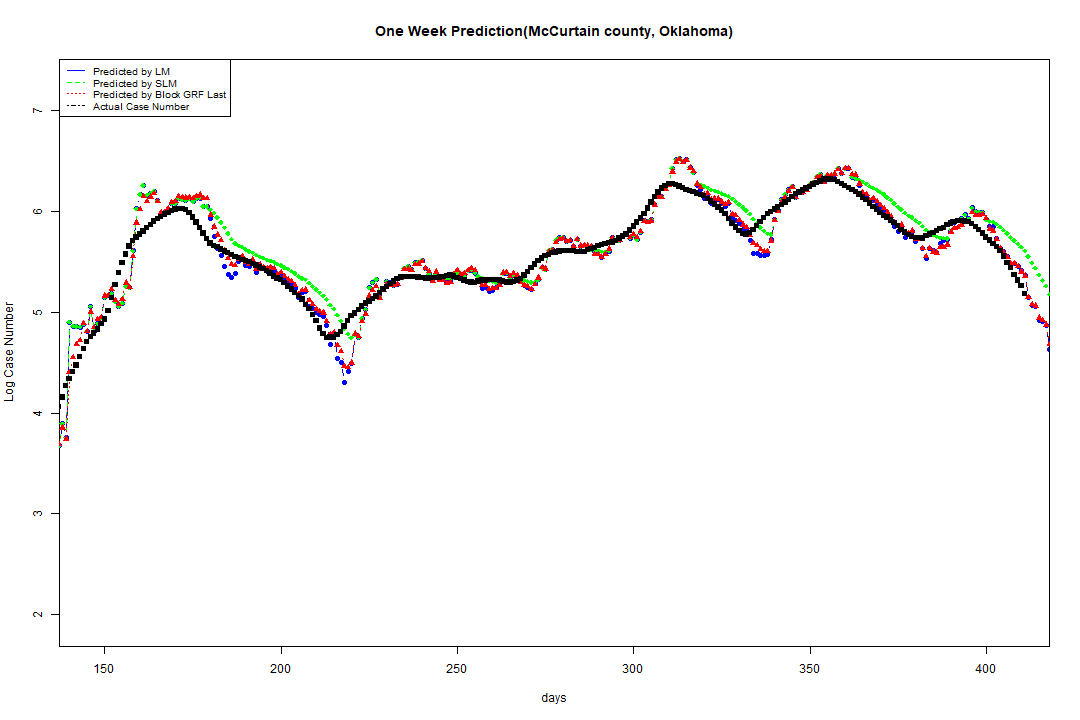 One Week Prediction(McCurtain county, Oklahoma)
Predicted by LM
Predicted by SLM
Predicted by Block GRF Last
Actual Case Number
7
6
5
4
3
2
Log Case Number
150 200 250 300 350 400
days